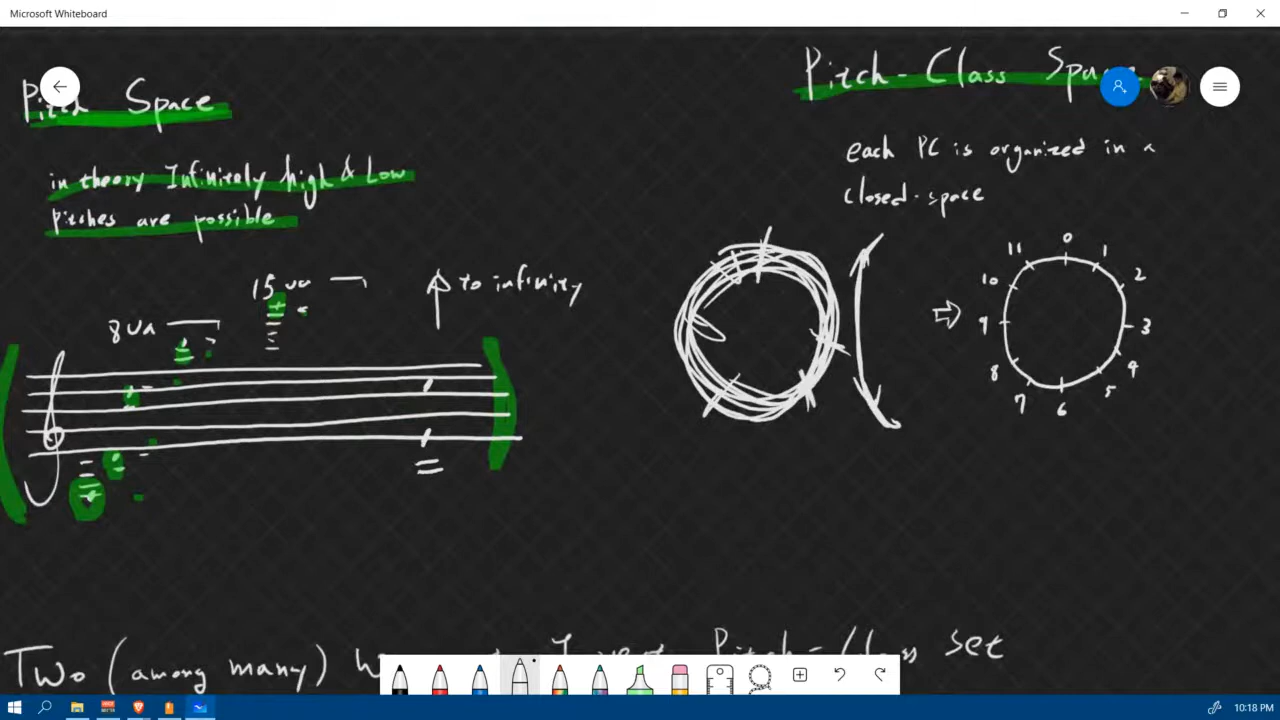 Microsoft Whiteboard
Pitch Space
in theory Infinitely high & Low
Pitches are possible
15va
to infinity
8va
Pitch-Class Space
each PC is organized in a
closed-space
0
11 1
10 2
9 3
8 4
7 5
6
Two (among many) Pitch-Class set
10:18 PM